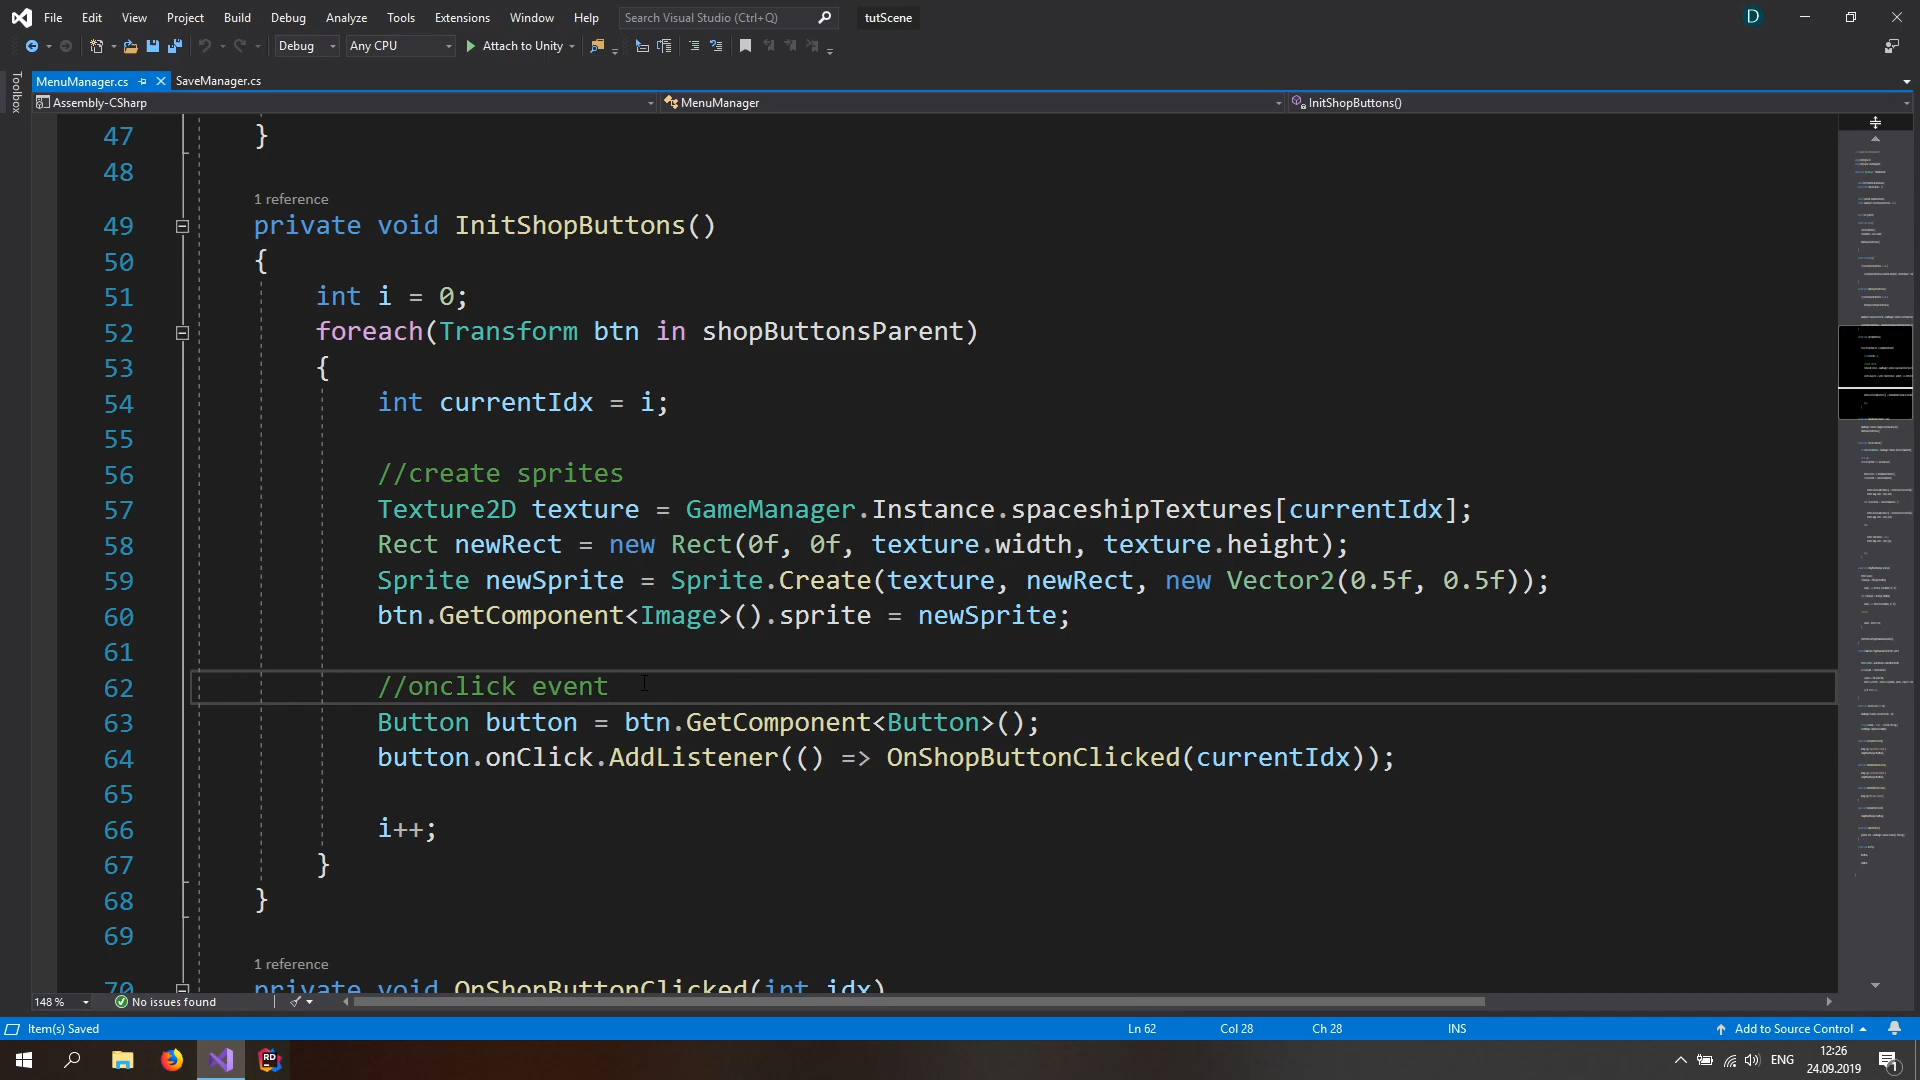 File Edit View Project Build Debug Analyze Tools Extensions Window Help Search Visual Studio (Ctrl+Q) tutScene D
Debug Any CPU Attach to Unity
Toolbox
MenuManager.cs SaveManager.cs
Assembly-CSharp MenuManager InitShopButtons()
47 }
48
1 reference
49 private void InitShopButtons()
50 {
51 int i = 0;
52 foreach(Transform btn in shopButtonsParent)
53 {
54 int currentIdx = i;
55
56 //create sprites
57 Texture2D texture = GameManager.Instance.spaceshipTextures[currentIdx];
58 Rect newRect = new Rect(0f, 0f, texture.width, texture.height);
59 Sprite newSprite = Sprite.Create(texture, newRect, new Vector2(0.5f, 0.5f));
60 btn.GetComponent<Image>().sprite = newSprite;
61
62 //onclick event
63 Button button = btn.GetComponent<Button>();
64 button.onClick.AddListener(() => OnShopButtonClicked(currentIdx));
65
66 i++;
67 }
68 }
69
1 reference
70 private void OnShopButtonClicked(int idx)
148 % No issues found
Item(s) Saved Ln 62 Col 28 Ch 28 INS Add to Source Control
RD ENG 12:26
24.09.2019 1